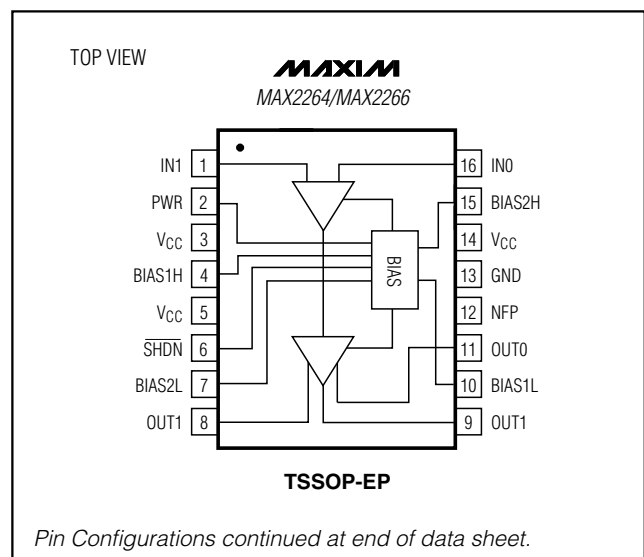 TOP VIEW
MAXIM
MAX2264/MAX2266
IN1 1
PWR 2
VCC 3
BIAS1H 4
VCC 5
SHDN 6
BIAS2L 7
OUT1 8
BIAS
16 IN0
15 BIAS2H
14 VCC
13 GND
12 NFP
11 OUT0
10 BIAS1L
9 OUT1
TSSOP-EP
Pin Configurations continued at end of data sheet.